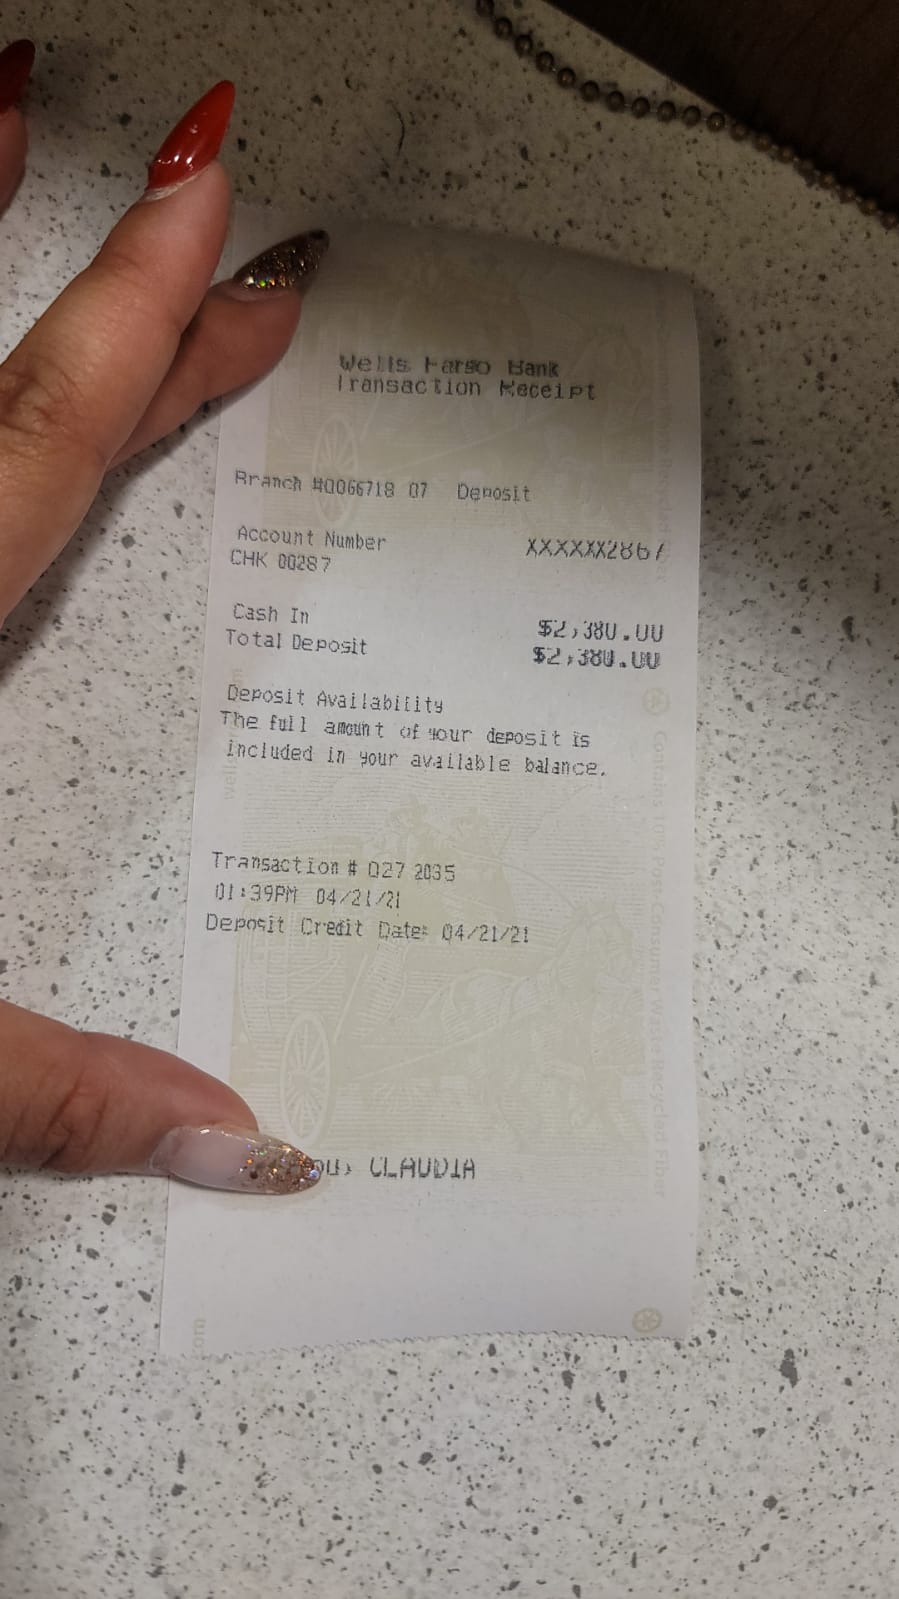 Wells Fargo Bank
Transaction Receipt
Branch #0066718 07 Deposit
Account Number XXXXXX2867
CHK 00287
Cash In $2,380.00
Total Deposit $2,380.00
Deposit Availability
The full amount of your deposit is
included in your available balance.
Transaction # 027 2035
01:39PM 04/21/21
Deposit Credit Date: 04/21/21
ou, CLAUDIA